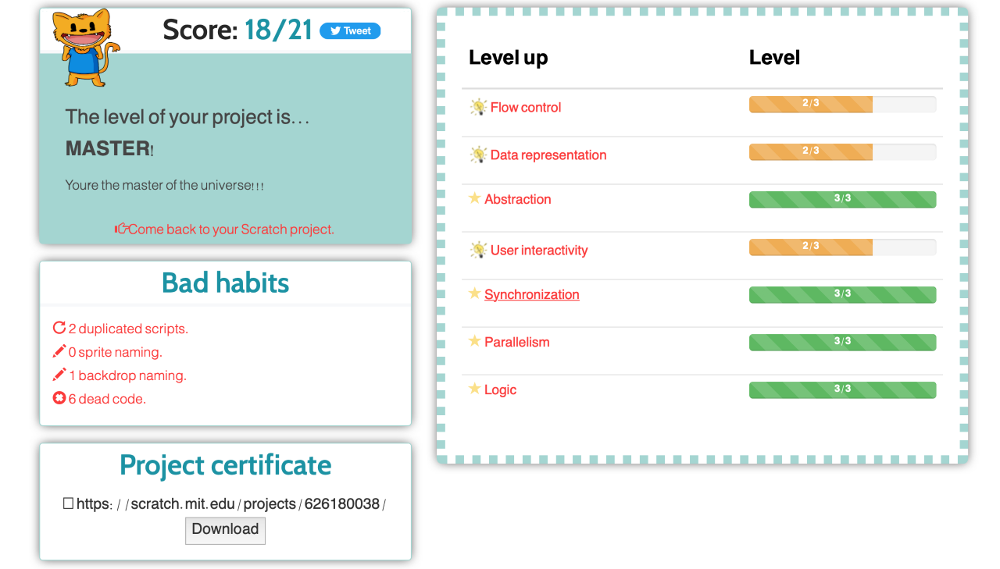 Score: 18/21 Tweet
The level of your project is...
MASTER!
Youre the master of the universe!!!
Come back to your Scratch project.
Bad habits
2 duplicated scripts.
0 sprite naming.
1 backdrop naming.
6 dead code.
Project certificate
https://scratch.mit.edu/projects/626180038/
Download
Level up Level
Flow control 2/3
Data representation 2/3
Abstraction 3/3
User interactivity 2/3
Synchronization 3/3
Parallelism 3/3
Logic 3/3